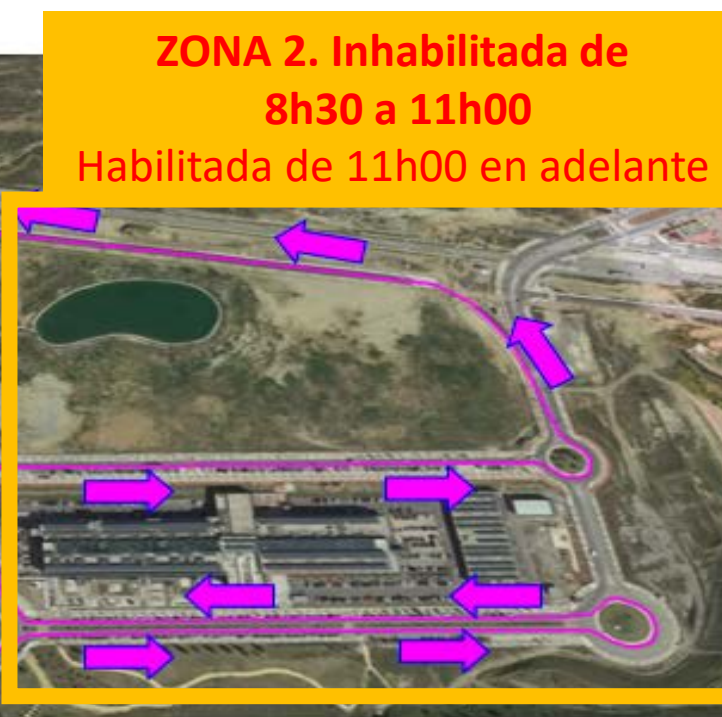 ZONA 2. Inhabilitada de
8h30 a 11h00
Habilitada de 11h00 en adelante